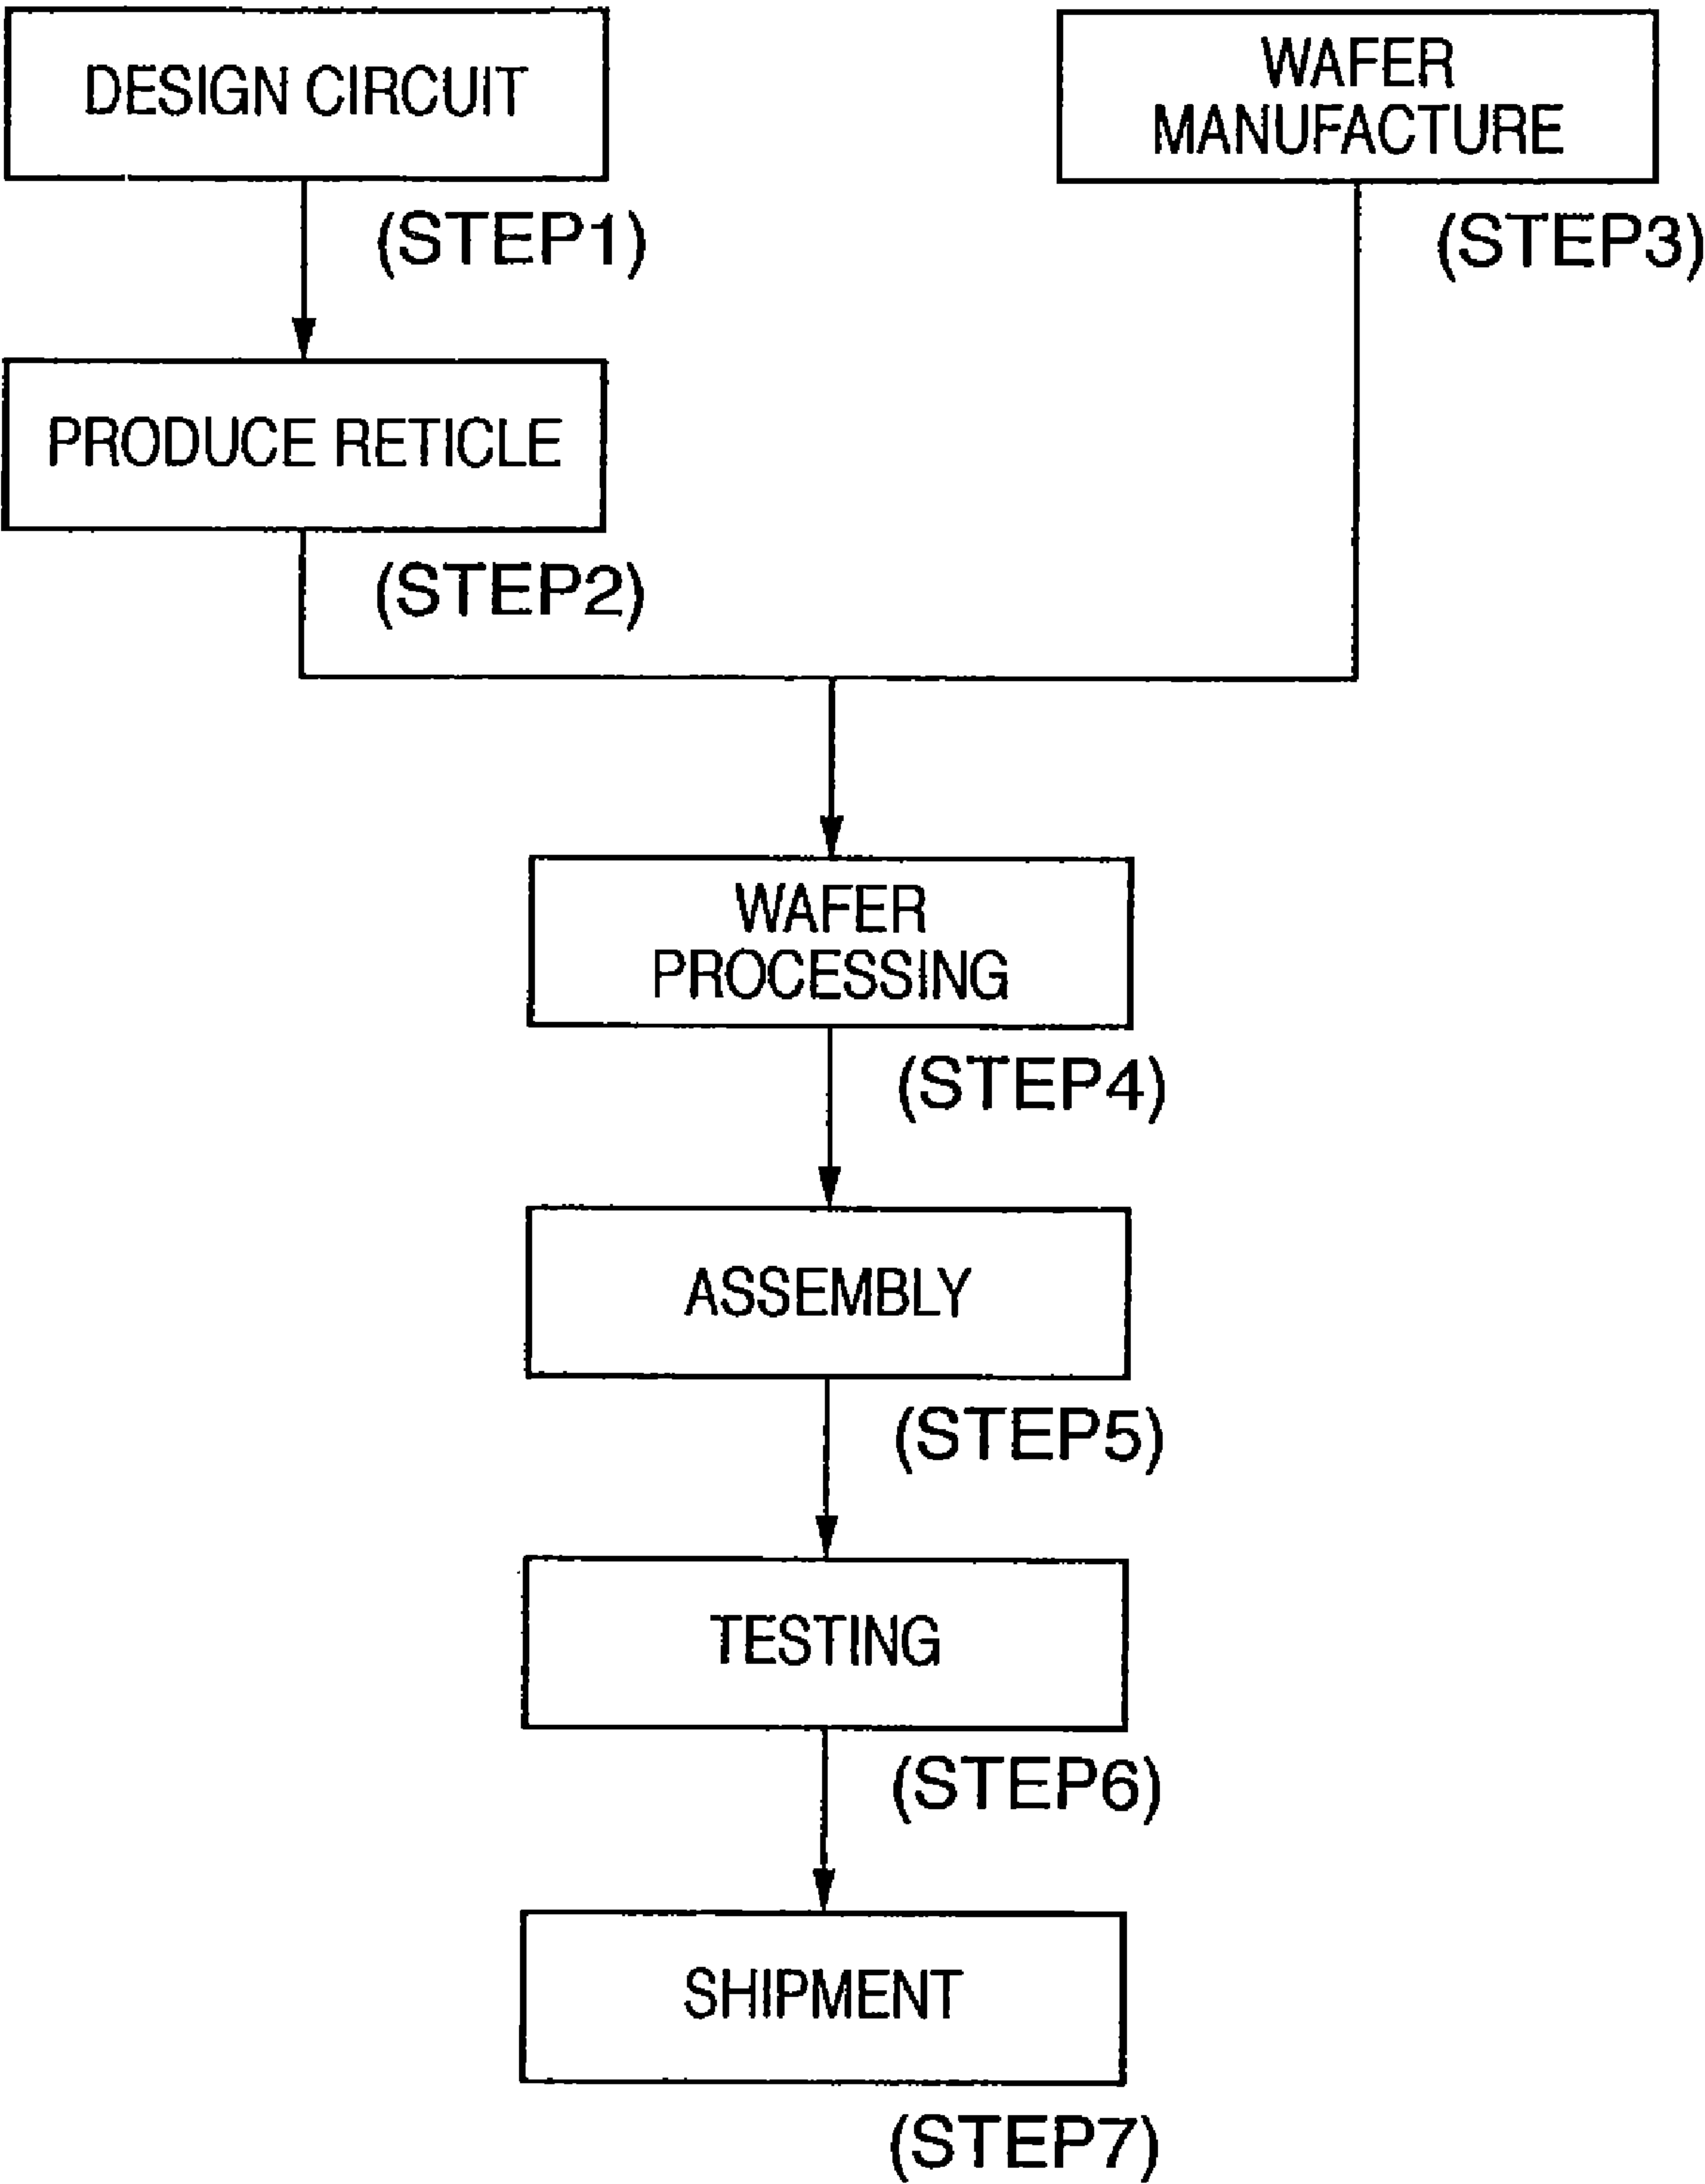 DESIGN CIRCUIT
(STEP1)
PRODUCE RETICLE
(STEP2)
WAFER
MANUFACTURE
(STEP3)
WAFER
PROCESSING
(STEP4)
ASSEMBLY
(STEP5)
TESTING
(STEP6)
SHIPMENT
(STEP7)